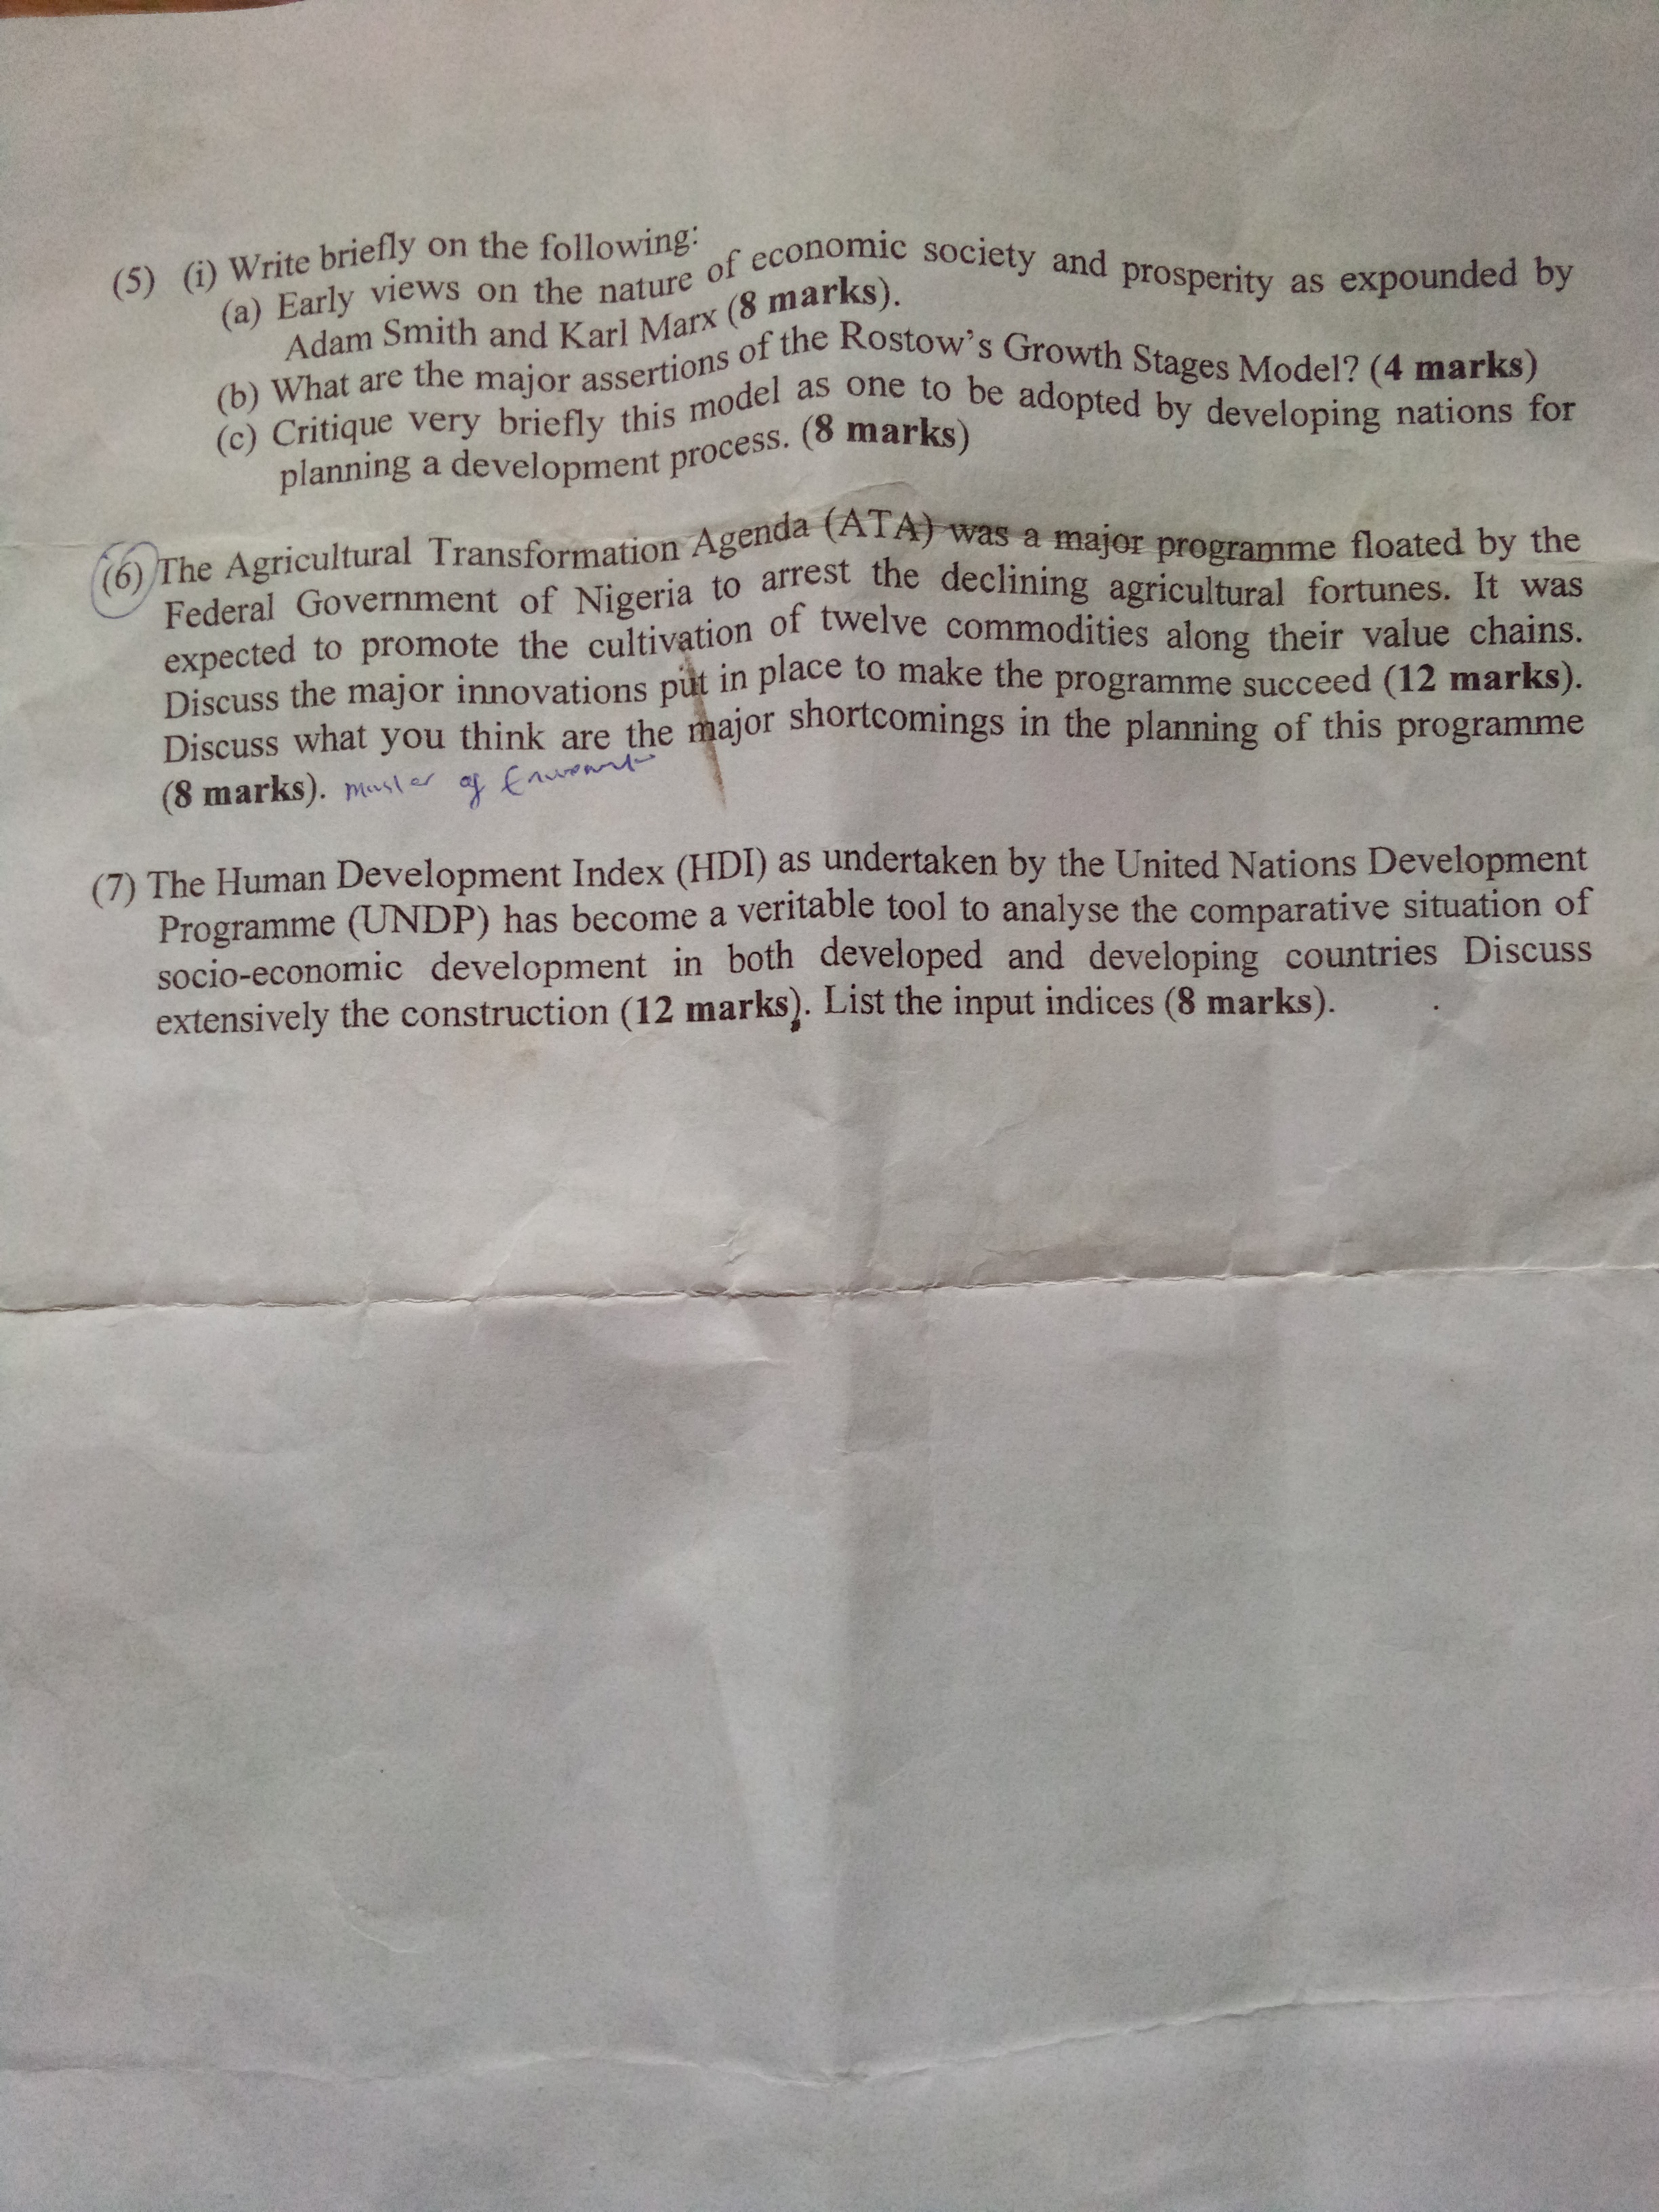 (5) (i) Write briefly on the following:
(a) Early views on the nature of economic society and prosperity as expounded by
Adam Smith and Karl Marx (8 marks).
(b) What are the major assertions of the Rostow's Growth Stages Model? (4 marks)
(c) Critique very briefly this model as one to be adopted by developing nations for
planning a development process. (8 marks)
(6) The Agricultural Transformation Agenda (ATA) was a major programme floated by the
Federal Government of Nigeria to arrest the declining agricultural fortunes. It was
expected to promote the cultivation of twelve commodities along their value chains.
Discuss the major innovations put in place to make the programme succeed (12 marks).
Discuss what you think are the major shortcomings in the planning of this programme
(8 marks). Master of
(7) The Human Development Index (HDI) as undertaken by the United Nations Development
Programme (UNDP) has become a veritable tool to analyse the comparative situation of
socio-economic development in both developed and developing countries Discuss
extensively the construction (12 marks). List the input indices (8 marks).